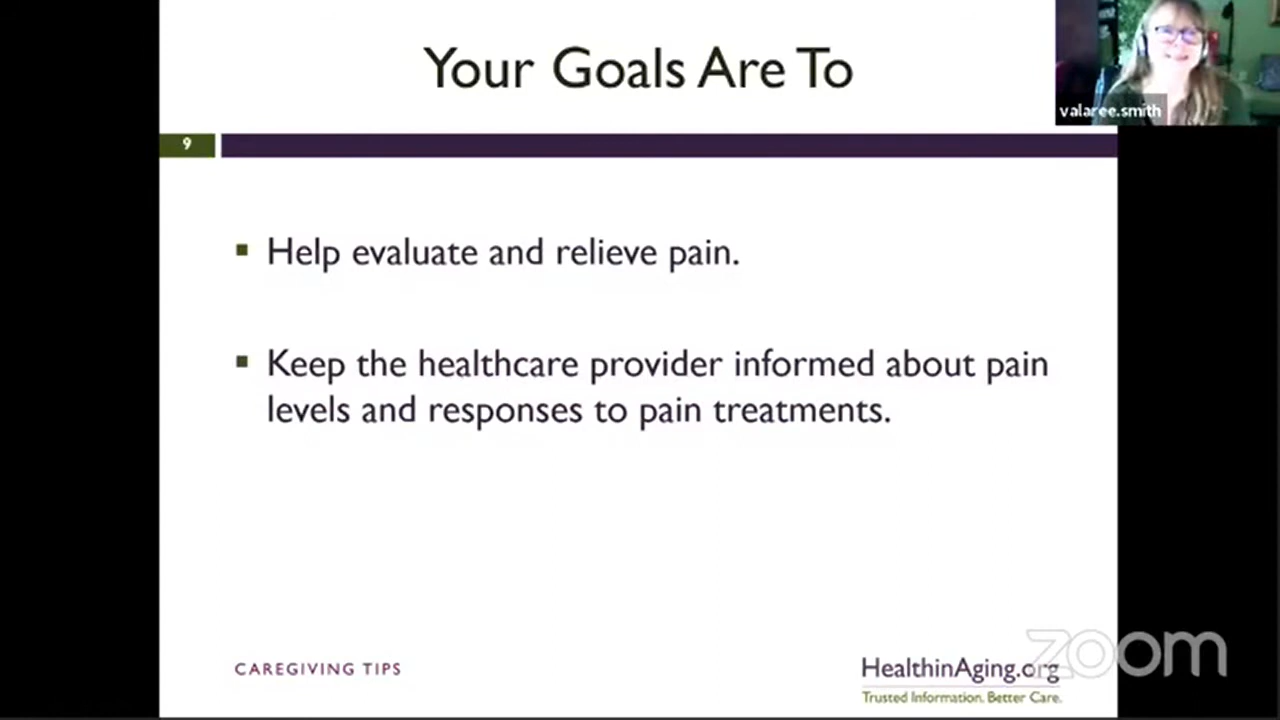 Your Goals Are To
valaree.smith
9
▪ Help evaluate and relieve pain.
▪ Keep the healthcare provider informed about pain
levels and responses to pain treatments.
CAREGIVING TIPS
HealthinAging.org
Trusted Information. Better Care.
zoom